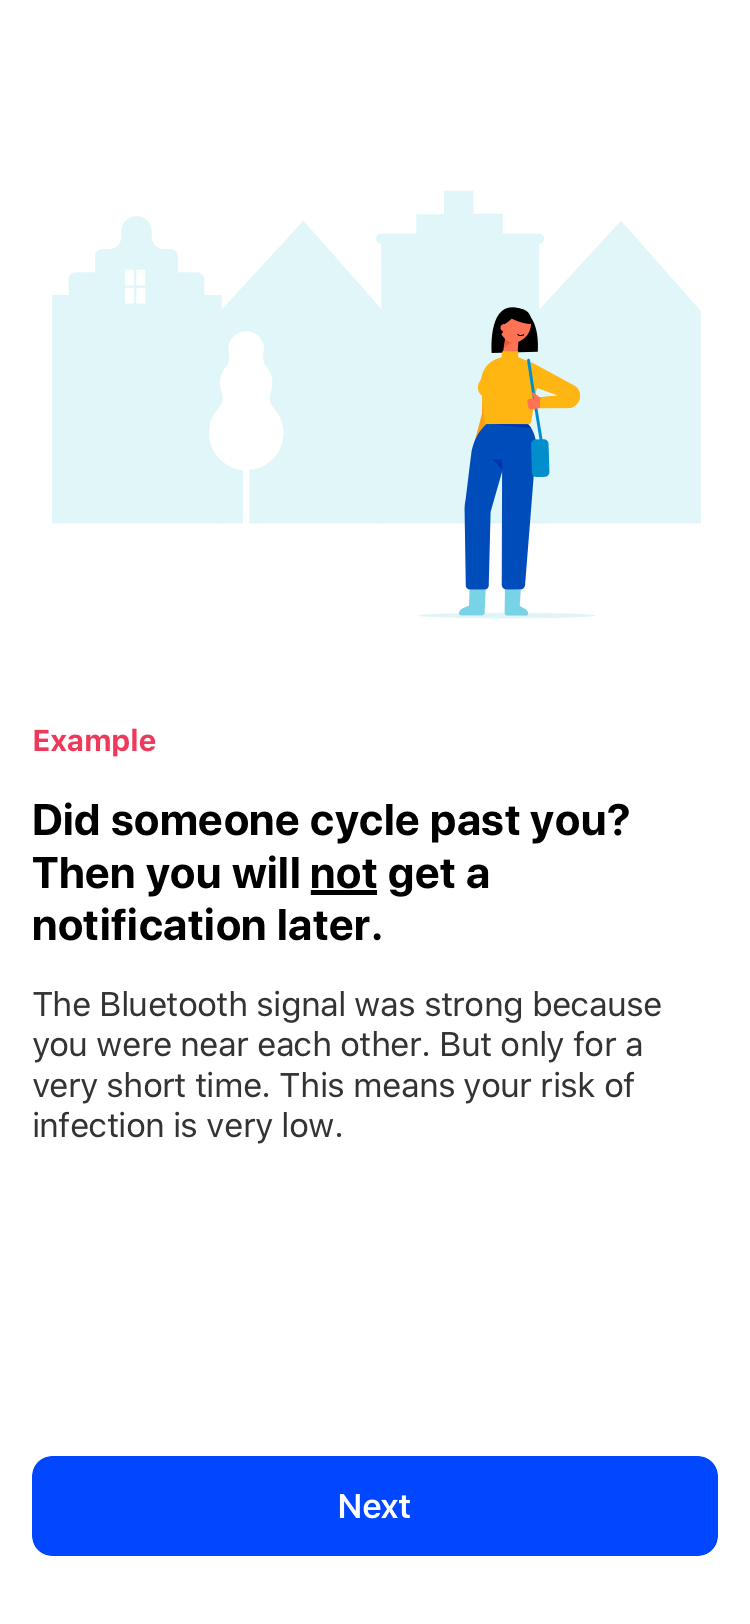 Example
Did someone cycle past you?
Then you will not get a
notification later.
The Bluetooth signal was strong because
you were near each other. But only for a
very short time. This means your risk of
infection is very low.
Next